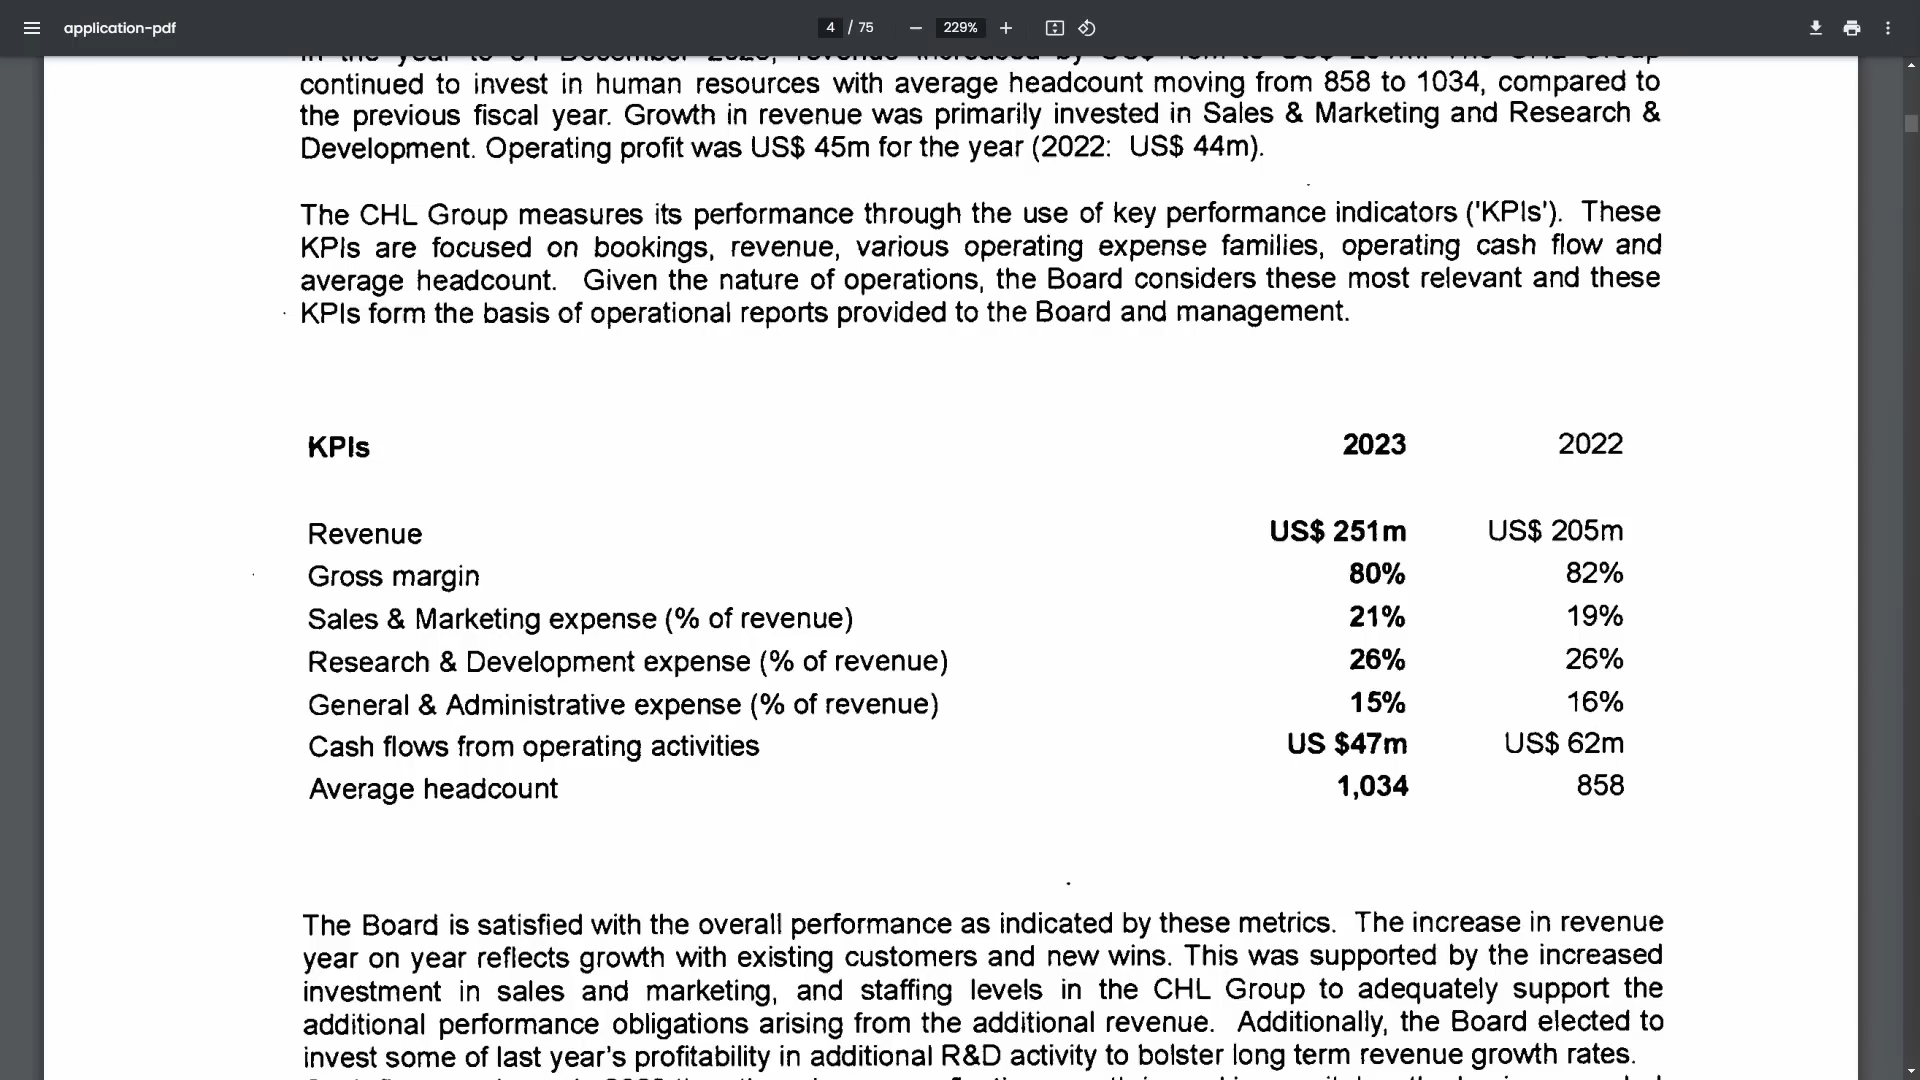 application-pdf
4 / 75
229%
continued to invest in human resources with average headcount moving from 858 to 1034, compared to
the previous fiscal year. Growth in revenue was primarily invested in Sales & Marketing and Research &
Development. Operating profit was US$ 45m for the year (2022: US$ 44m).
The CHL Group measures its performance through the use of key performance indicators ('KPIs'). These
KPIs are focused on bookings, revenue, various operating expense families, operating cash flow and
average headcount. Given the nature of operations, the Board considers these most relevant and these
KPIs form the basis of operational reports provided to the Board and management.
KPIs 2023 2022
Revenue US$ 251m US$ 205m
Gross margin 80% 82%
Sales & Marketing expense (% of revenue) 21% 19%
Research & Development expense (% of revenue) 26% 26%
General & Administrative expense (% of revenue) 15% 16%
Cash flows from operating activities US $47m US$ 62m
Average headcount 1,034 858
The Board is satisfied with the overall performance as indicated by these metrics. The increase in revenue
year on year reflects growth with existing customers and new wins. This was supported by the increased
investment in sales and marketing, and staffing levels in the CHL Group to adequately support the
additional performance obligations arising from the additional revenue. Additionally, the Board elected to
invest some of last year's profitability in additional R&D activity to bolster long term revenue growth rates.